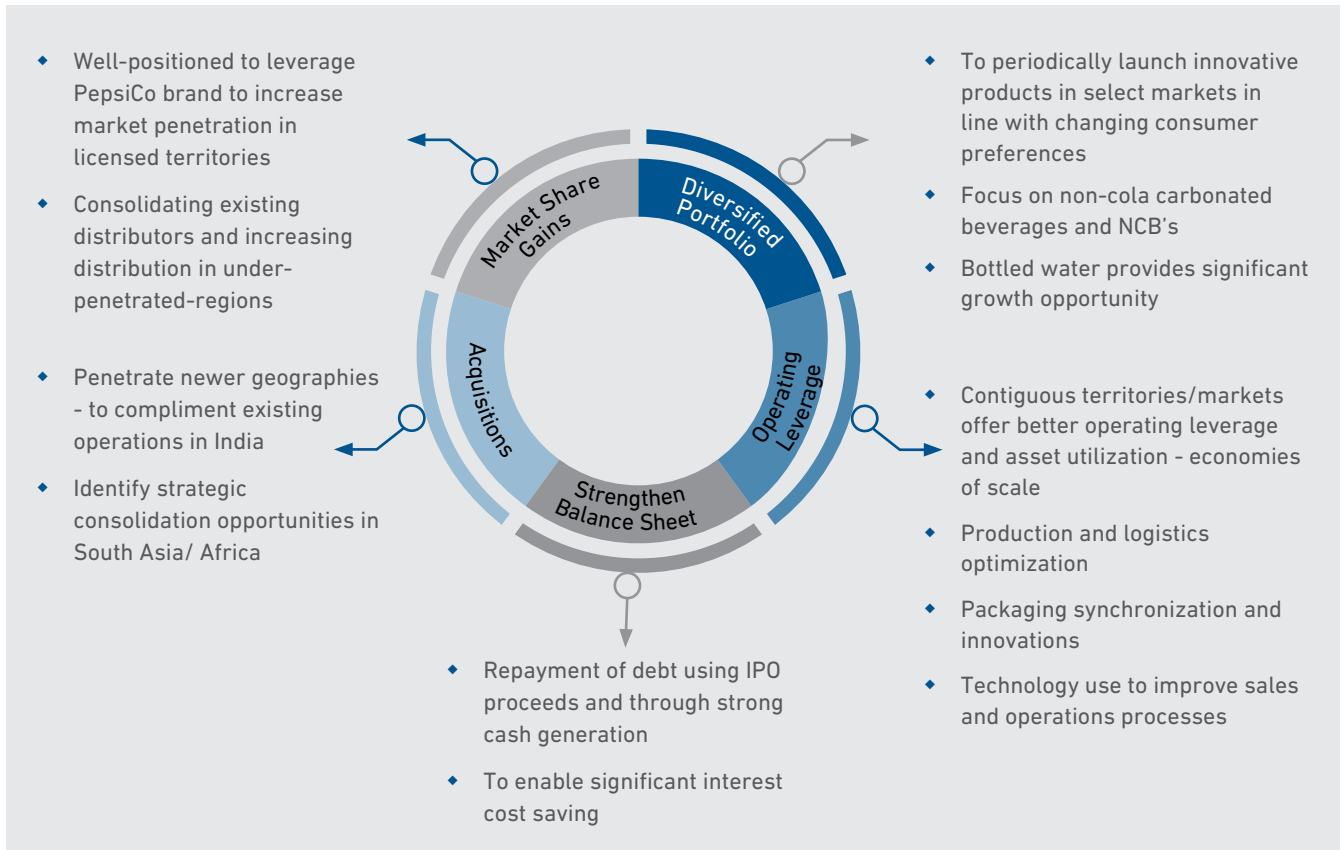 Well-positioned to leverage
PepsiCo brand to increase
market penetration in
licensed territories
Consolidating existing
distributors and increasing
distribution in under-
penetrated-regions
Penetrate newer geographies
- to compliment existing
operations in India
Identify strategic
consolidation opportunities in
South Asia/ Africa
Market Share
Gains
Diversified
Portfolio
Acquisitions
Operating
Leverage
Strengthen
Balance Sheet
To periodically launch innovative
products in select markets in
line with changing consumer
preferences
Focus on non-cola carbonated
beverages and NCB's
Bottled water provides significant
growth opportunity
Contiguous territories/markets
offer better operating leverage
and asset utilization - economies
of scale
Production and logistics
optimization
Packaging synchronization and
innovations
Technology use to improve sales
and operations processes
Repayment of debt using IPO
proceeds and through strong
cash generation
To enable significant interest
cost saving